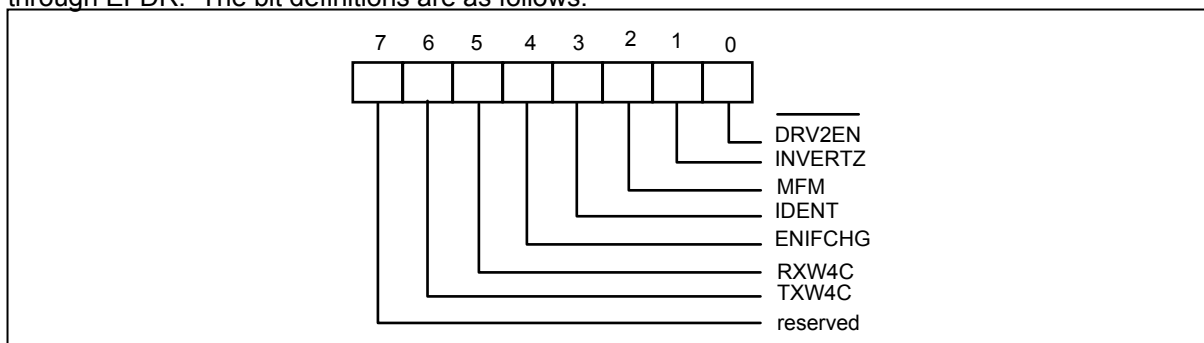 through EFDR. The bit definitions are as follows:
7 6 5 4 3 2 1 0
DRV2EN
INVERTZ
MFM
IDENT
ENIFCHG
RXW4C
TXW4C
reserved